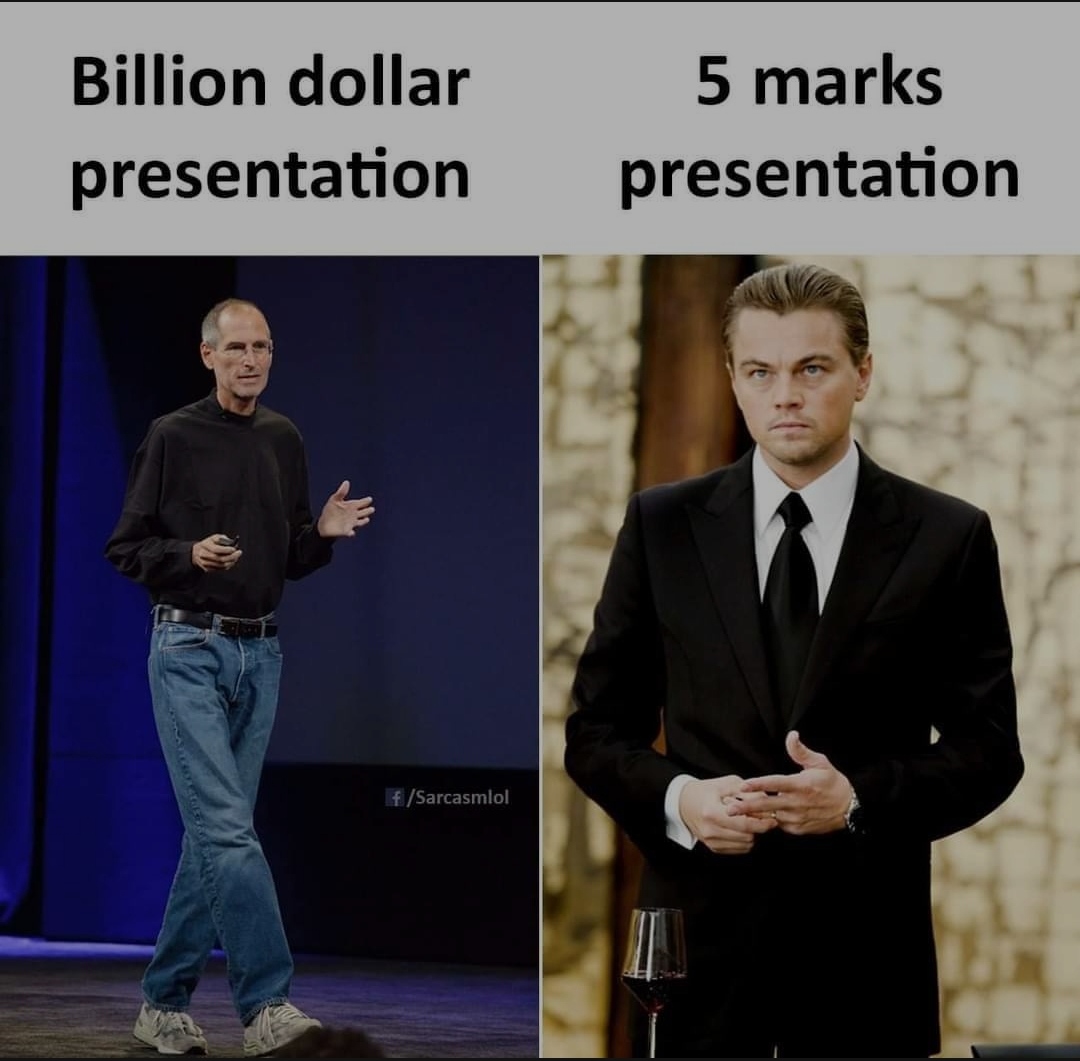 Billion dollar
presentation
5 marks
presentation
f/Sarcasmlol